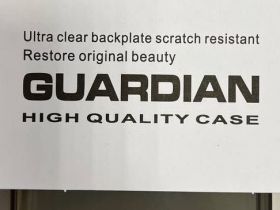 Ultra clear backplate scratch resistant
Restore original beauty
GUARDIAN
HIGH QUALITY CASE